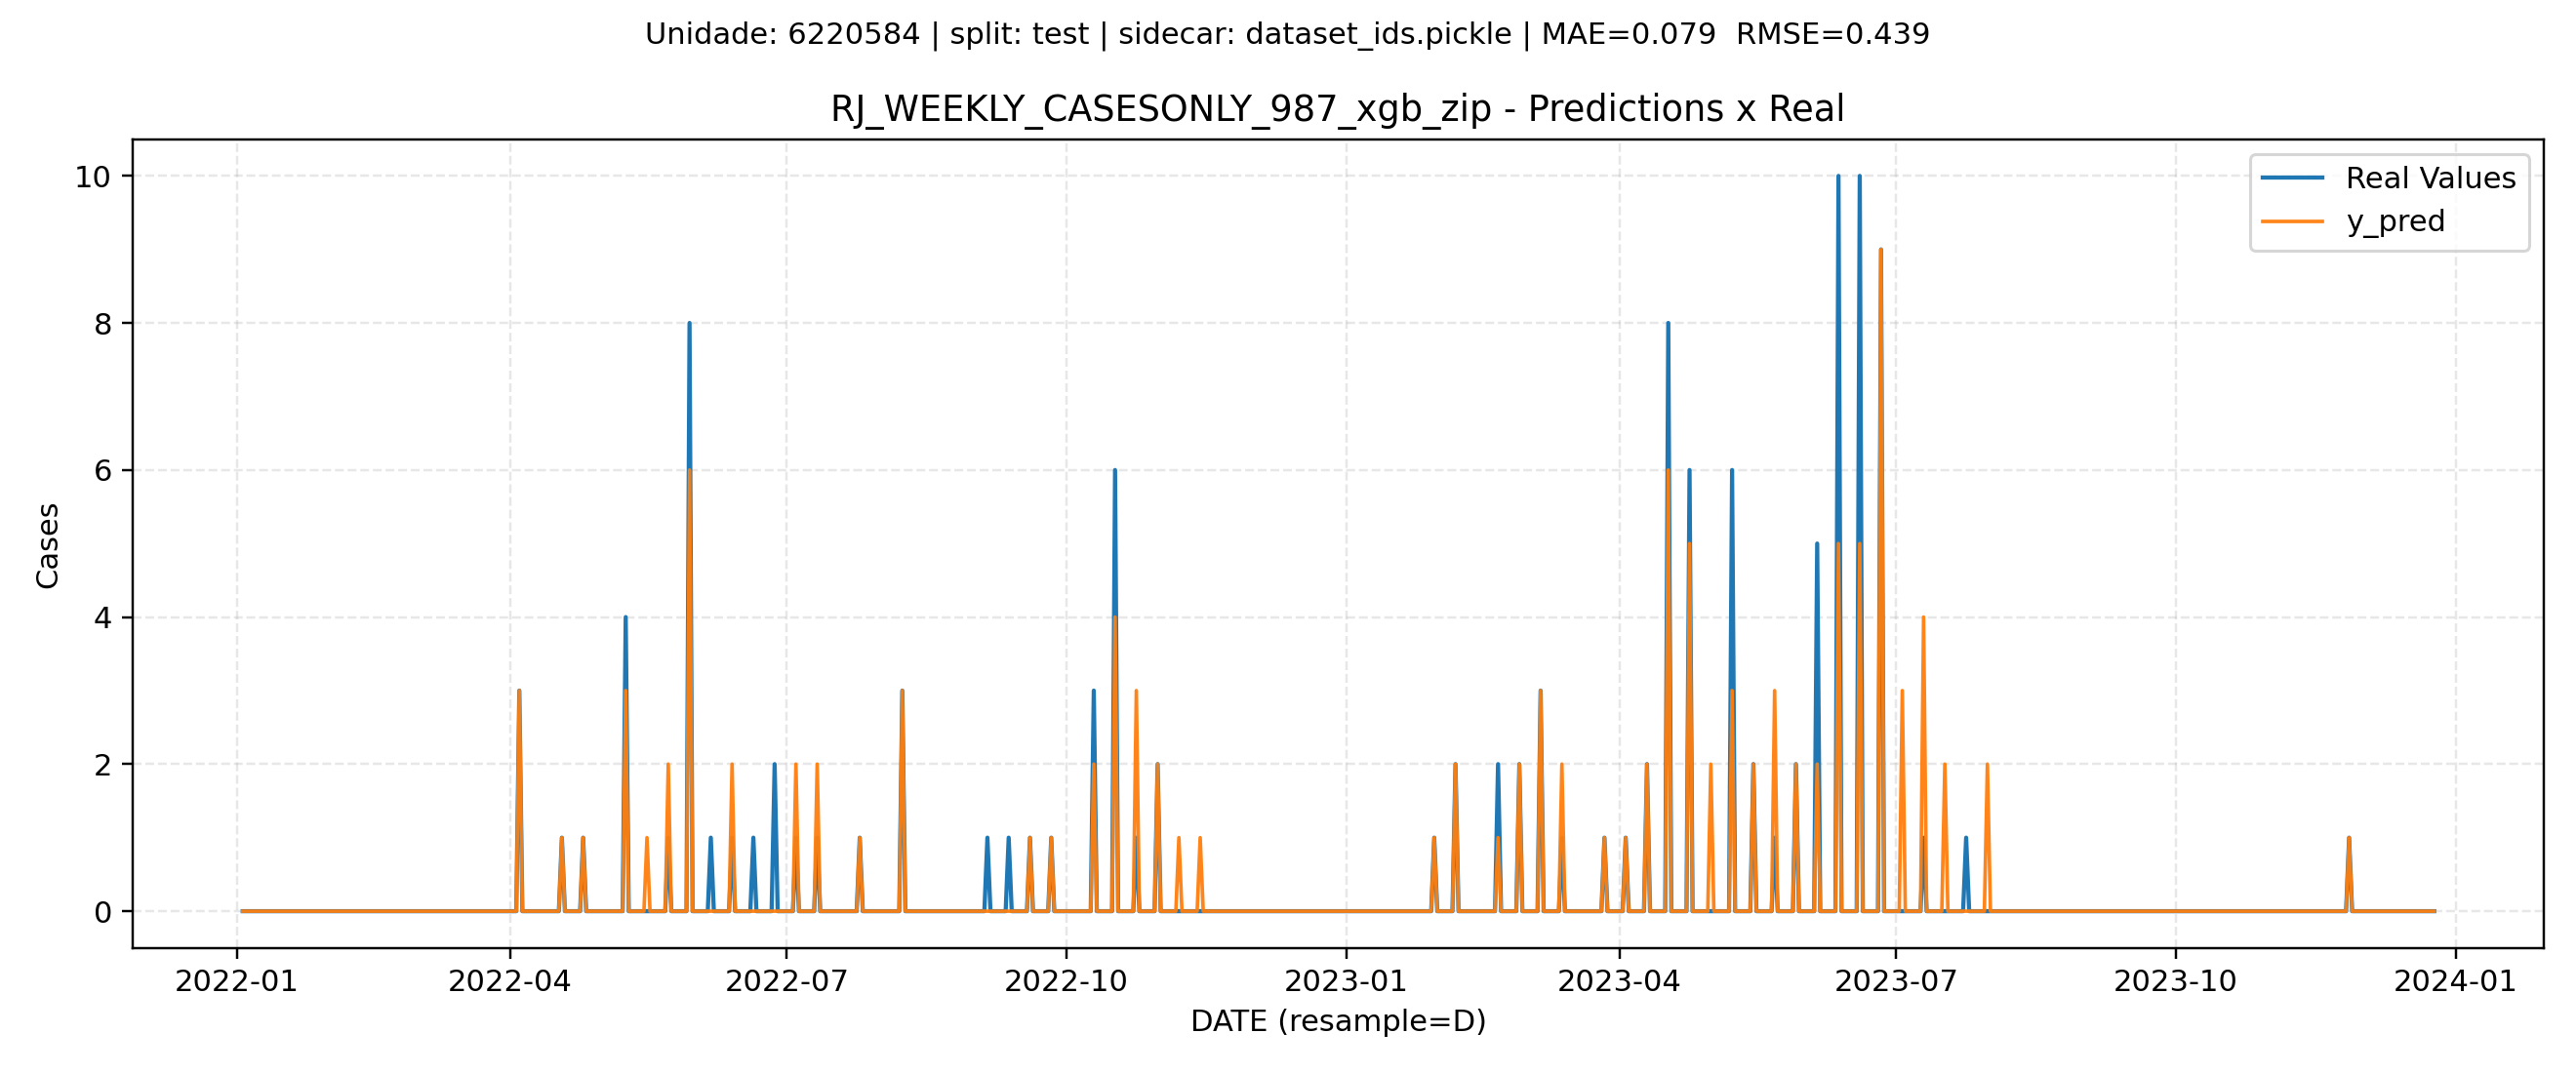 Unidade: 6220584 | split: test | sidecar: dataset_ids.pickle | MAE=0.079  RMSE=0.439
RJ_WEEKLY_CASESONLY_987_xgb_zip - Predictions x Real
Real Values
y_pred
10
8
6
4
2
0
Cases
2022-01
2022-04
2022-07
2022-10
2023-01
2023-04
2023-07
2023-10
2024-01
DATE (resample=D)